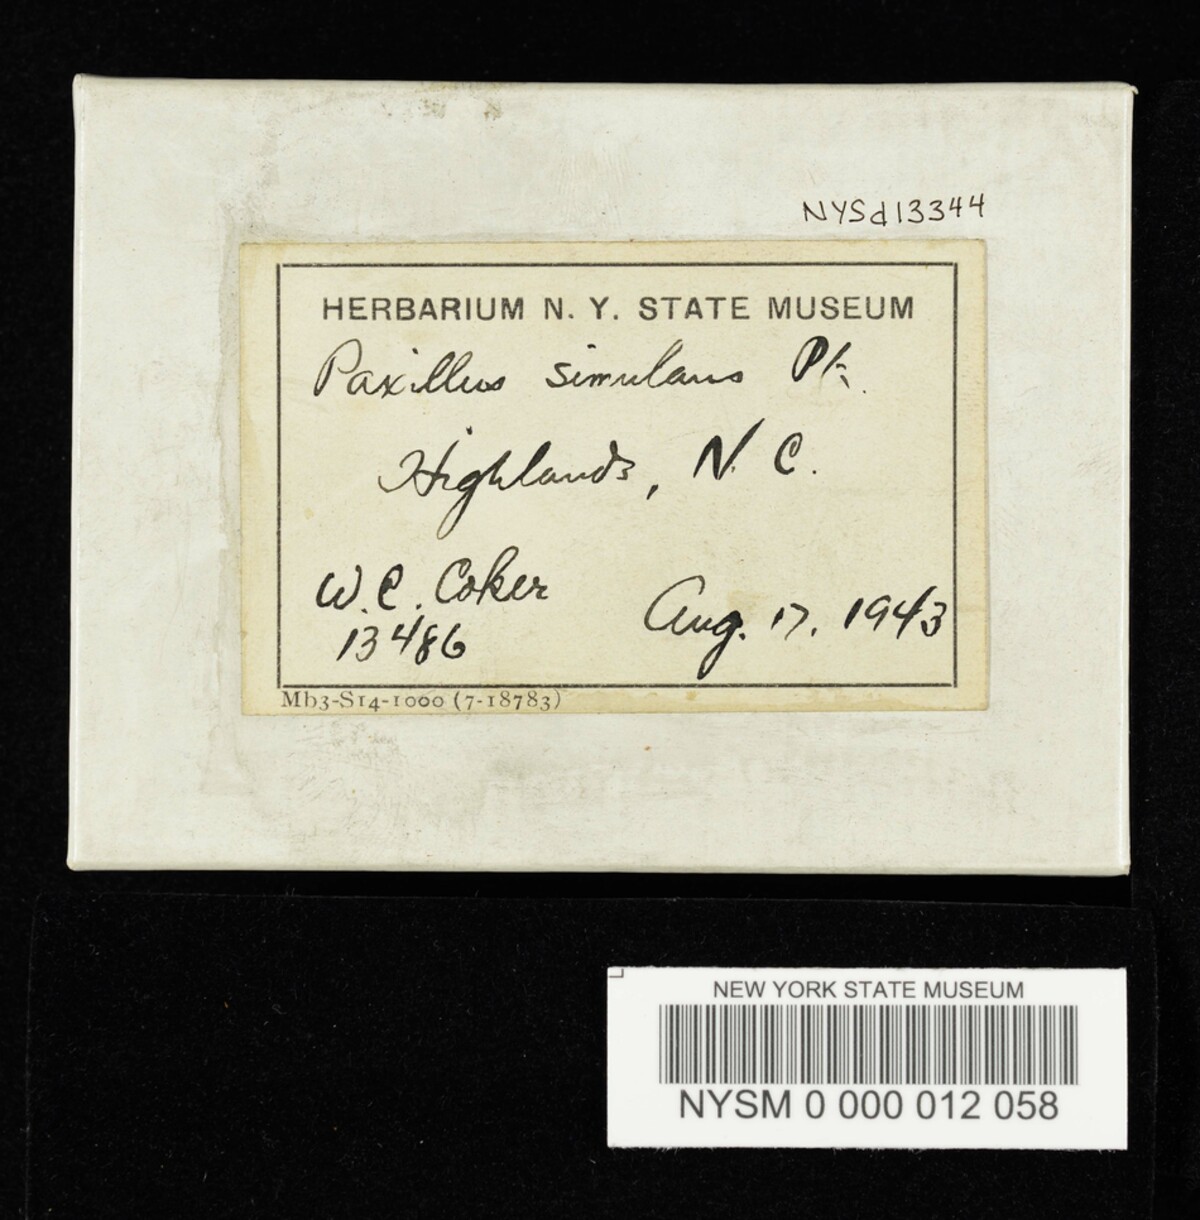 NYSd13344
HERBARIUM N. Y. STATE MUSEUM
Paxillus simulans Pk.
Highlands, N. C.
W. C. Coker
13486
Aug. 17, 1943
Mb3-S14-1000 (7-18783)
NEW YORK STATE MUSEUM
NYSM 0 000 012 058